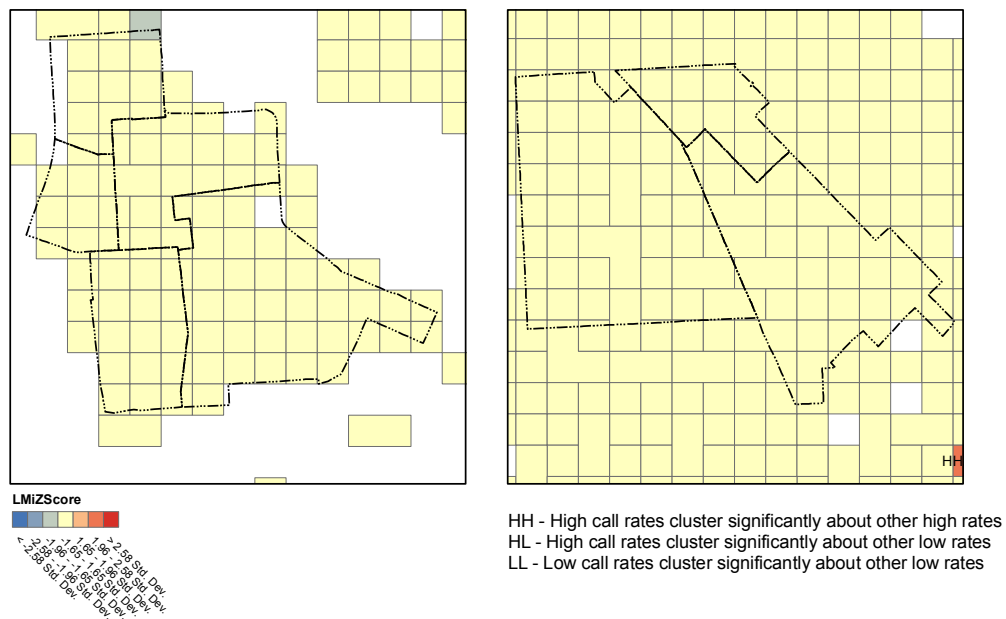 HH
LMiZScore
< -2.58 Std. Dev.
-2.58 - -1.96 Std. Dev.
-1.96 - -1.65 Std. Dev.
-1.65 - 1.65 Std. Dev.
1.65 - 1.96 Std. Dev.
1.96 - 2.58 Std. Dev.
> 2.58 Std. Dev.
HH - High call rates cluster significantly about other high rates
HL - High call rates cluster significantly about other low rates
LL - Low call rates cluster significantly about other low rates